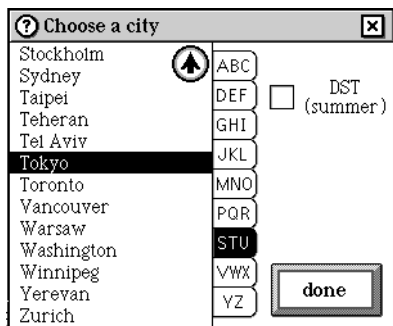 ? Choose a city
Stockholm
Sydney
Taipei
Teheran
Tel Aviv
Tokyo
Toronto
Vancouver
Warsaw
Washington
Winnipeg
Yerevan
Zurich
ABC
DEF
GHI
JKL
MNO
PQR
STU
VWX
YZ
DST
(summer)
done